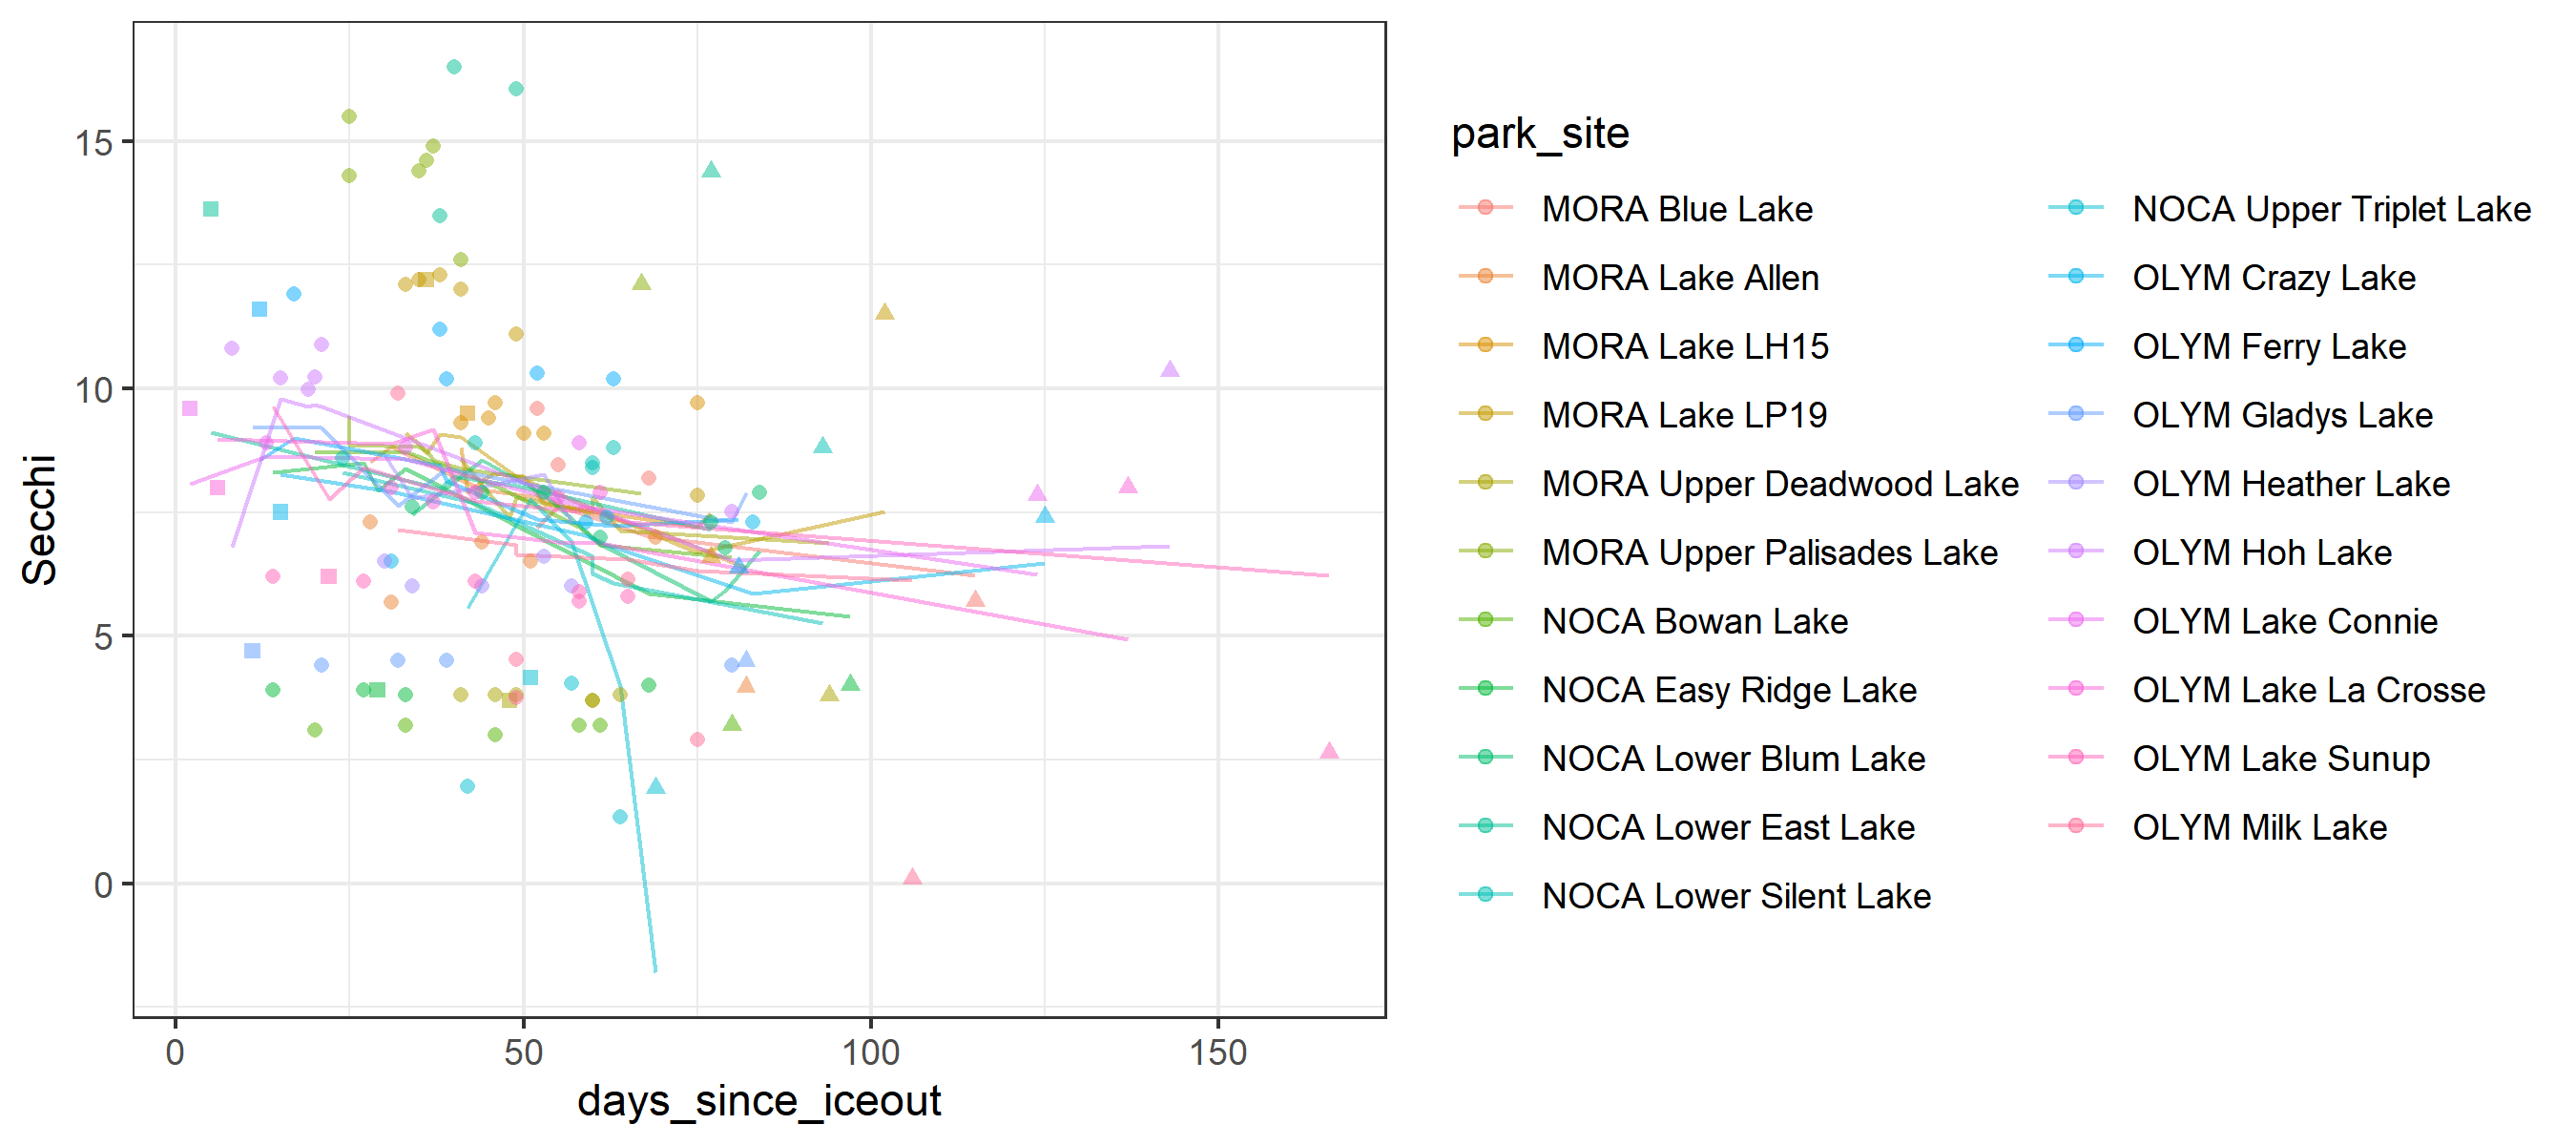 15
10
5
0
Secchi
0
50
100
150
days_since_iceout
park_site
MORA Blue Lake
MORA Lake Allen
MORA Lake LH15
MORA Lake LP19
MORA Upper Deadwood Lake
MORA Upper Palisades Lake
NOCA Bowan Lake
NOCA Easy Ridge Lake
NOCA Lower Blum Lake
NOCA Lower East Lake
NOCA Lower Silent Lake
NOCA Upper Triplet Lake
OLYM Crazy Lake
OLYM Ferry Lake
OLYM Gladys Lake
OLYM Heather Lake
OLYM Hoh Lake
OLYM Lake Connie
OLYM Lake La Crosse
OLYM Lake Sunup
OLYM Milk Lake